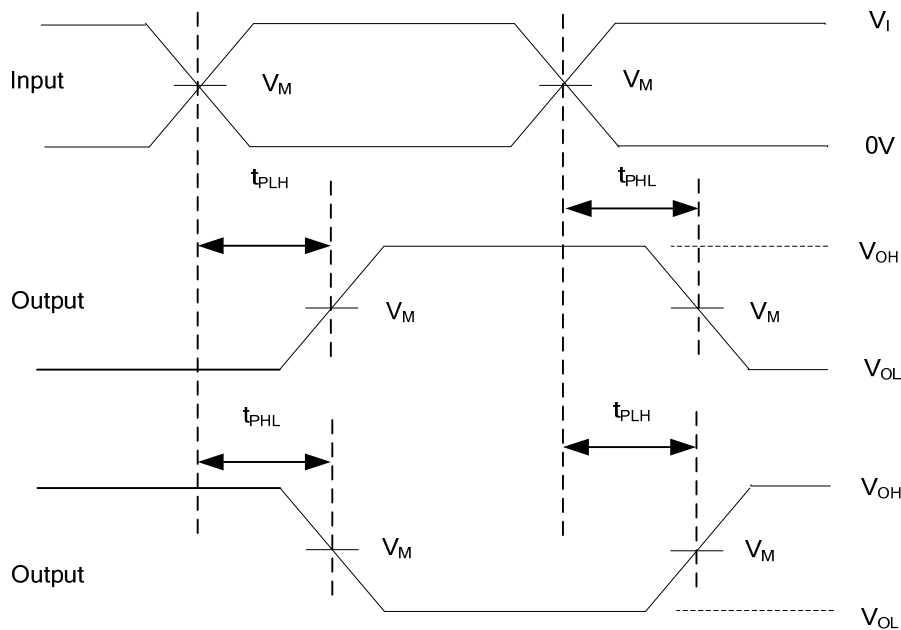 V_I
Input
V_M
V_M
0V
t_PLH
t_PHL
V_OH
Output
V_M
V_M
V_OL
t_PHL
t_PLH
V_OH
V_M
V_M
Output
V_OL